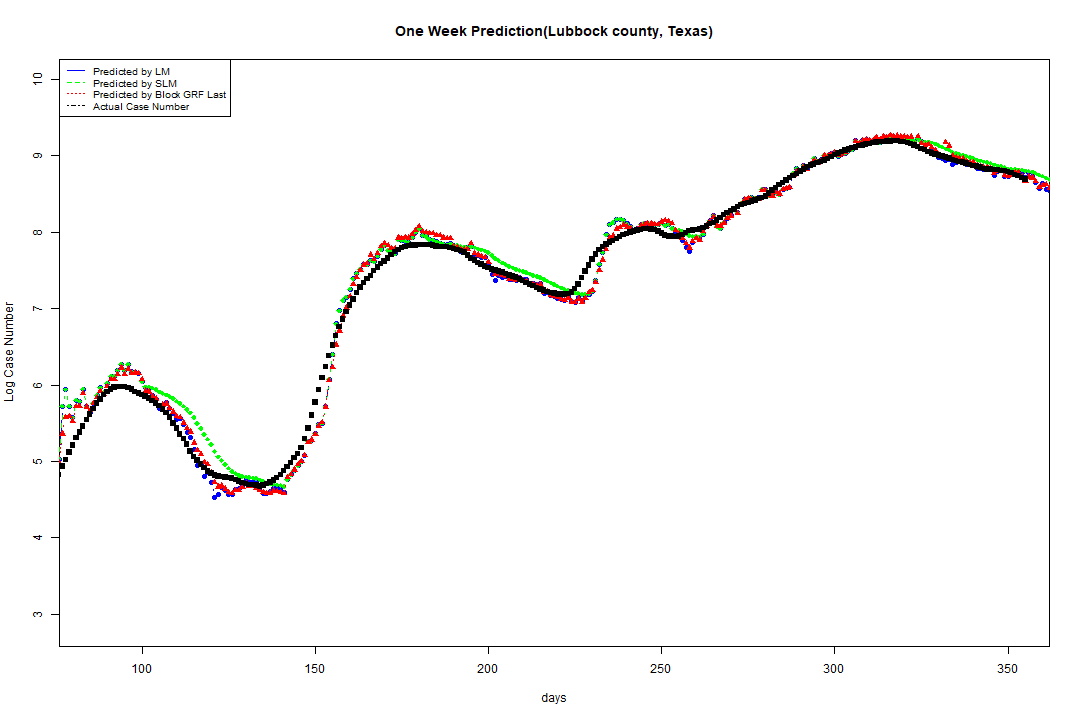 One Week Prediction(Lubbock county, Texas)
Predicted by LM
Predicted by SLM
Predicted by Block GRF Last
Actual Case Number
10
9
8
7
6
5
4
3
Log Case Number
100 150 200 250 300 350
days